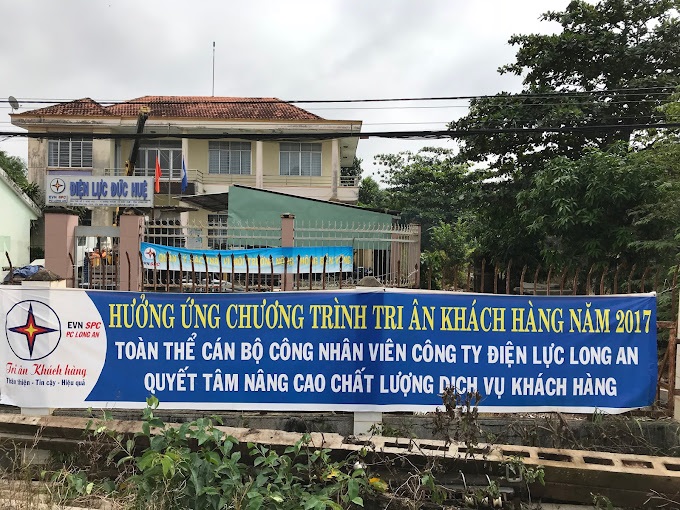 EVN SPC
ĐIỆN LỰC ĐỨC HUỆ
EVN SPC
PC LONG AN
Tri ân Khách hàng
Thân thiện - Tin cậy - Hiệu quả
HƯỞNG ỨNG CHƯƠNG TRÌNH TRI ÂN KHÁCH HÀNG NĂM 2017
TOÀN THỂ CÁN BỘ CÔNG NHÂN VIÊN CÔNG TY ĐIỆN LỰC LONG AN
QUYẾT TÂM NÂNG CAO CHẤT LƯỢNG DỊCH VỤ KHÁCH HÀNG